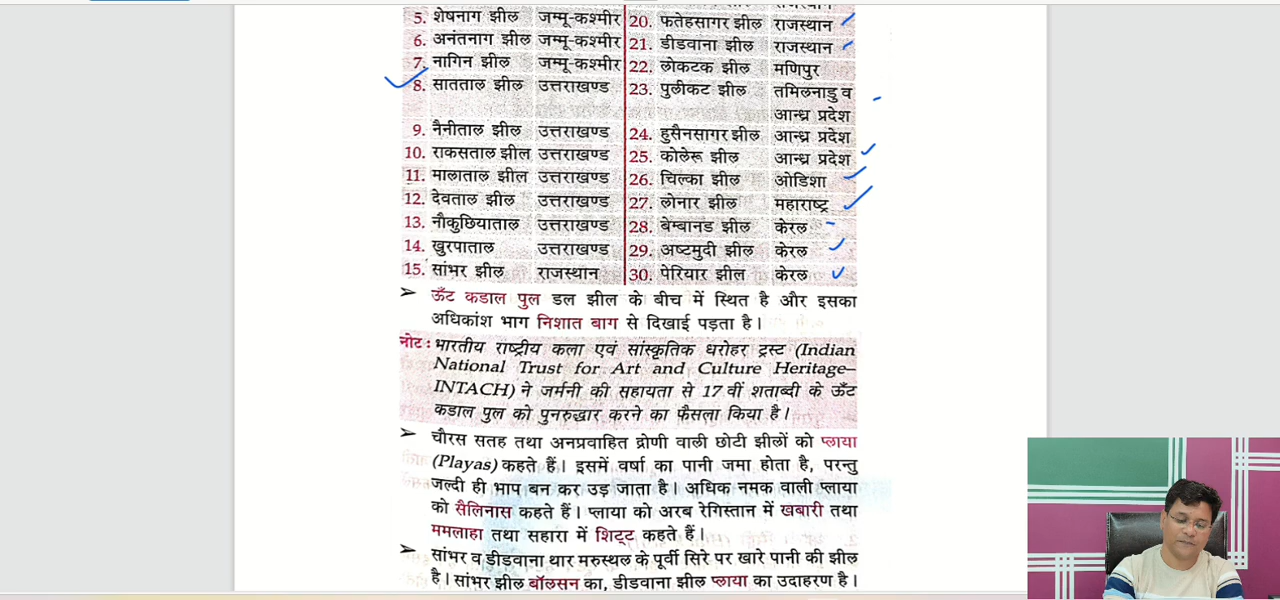 5. शेषनाग झील जम्मू-कश्मीर
6. अनंतनाग झील जम्मू-कश्मीर
7. नागिन झील जम्मू-कश्मीर
8. सातताल झील उत्तराखण्ड
9. नैनीताल झील उत्तराखण्ड
10. राकसताल झील उत्तराखण्ड
11. मालाताल झील उत्तराखण्ड
12. देवताल झील उत्तराखण्ड
13. नौकुछियाताल उत्तराखण्ड
14. खुरपाताल उत्तराखण्ड
15. सांभर झील राजस्थान
20. फतेहसागर झील राजस्थान
21. डीडवाना झील राजस्थान
22. लोकटक झील मणिपुर
23. पुलीकट झील तमिलनाडु व
आन्ध्र प्रदेश
24. हुसैनसागर झील आन्ध्र प्रदेश
25. कोलेरू झील आन्ध्र प्रदेश
26. चिल्का झील ओडिशा
27. लोनार झील महाराष्ट्र
28. बेम्बानड झील केरल
29. अष्टमुदी झील केरल
30. पेरियार झील केरल
➢ ऊँट कडाल पुल डल झील के बीच में स्थित है और इसका
अधिकांश भाग निशात बाग से दिखाई पड़ता है।
नोट : भारतीय राष्ट्रीय कला एवं सांस्कृतिक धरोहर ट्रस्ट (Indian
National Trust for Art and Culture Heritage–
INTACH) ने जर्मनी की सहायता से 17 वीं शताब्दी के ऊँट
कडाल पुल को पुनरुद्धार करने का फैसला किया है।
➢ चौरस सतह तथा अनप्रवाहित द्रोणी वाली छोटी झीलों को प्लाया
(Playas) कहते हैं। इसमें वर्षा का पानी जमा होता है, परन्तु
जल्दी ही भाप बन कर उड़ जाता है। अधिक नमक वाली प्लाया
को सैलिनास कहते हैं। प्लाया को अरब रेगिस्तान में खबारी तथा
ममलाहा तथा सहारा में शिट्ट कहते हैं।
➢ सांभर व डीडवाना थार मरुस्थल के पूर्वी सिरे पर खारे पानी की झील
है। सांभर झील बॉलसन का, डीडवाना झील प्लाया का उदाहरण है।